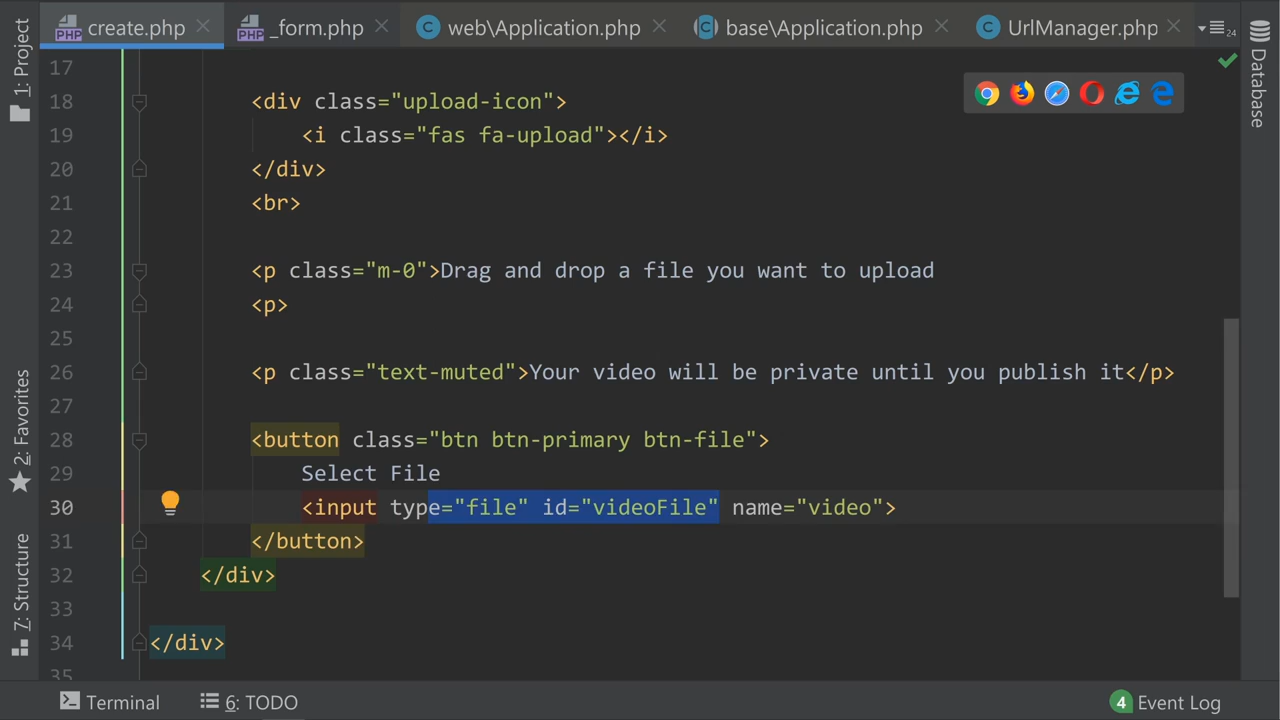 create.php
_form.php
web\Application.php
base\Application.php
UrlManager.php
24
1: Project
2: Favorites
7: Structure
Database
17
18 <div class="upload-icon">
19 <i class="fas fa-upload"></i>
20 </div>
21 <br>
22
23 <p class="m-0">Drag and drop a file you want to upload
24 <p>
25
26 <p class="text-muted">Your video will be private until you publish it</p>
27
28 <button class="btn btn-primary btn-file">
29 Select File
30 <input type="file" id="videoFile" name="video">
31 </button>
32 </div>
33
34 </div>
35
Terminal
6: TODO
4 Event Log